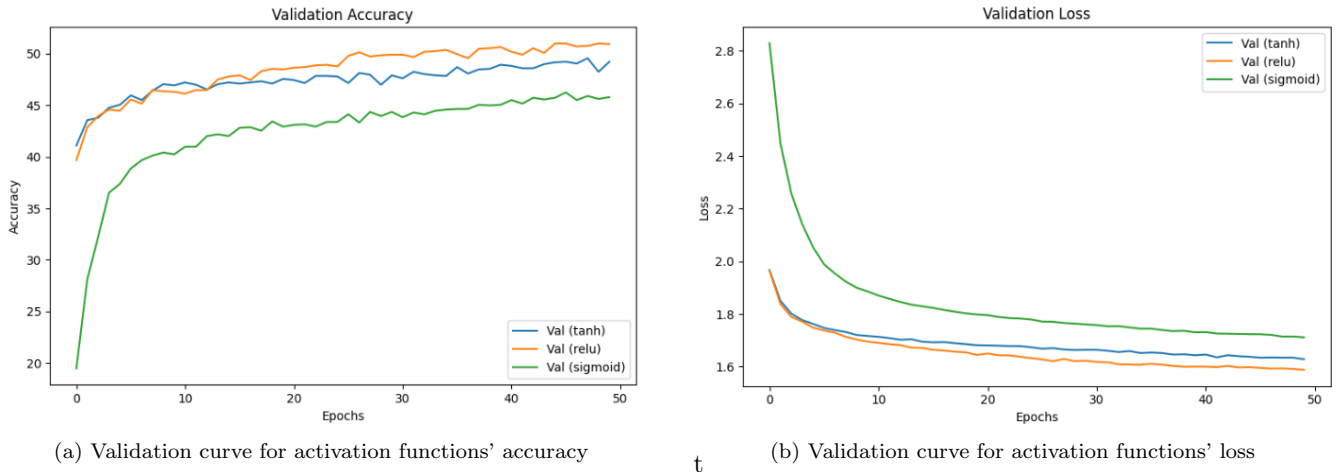 Validation Accuracy
50
45
40
35
30
25
20
Accuracy
0
10
20
30
40
50
Epochs
Val (tanh)
Val (relu)
Val (sigmoid)
(a) Validation curve for activation functions’ accuracy
t
Validation Loss
2.8
2.6
2.4
2.2
2.0
1.8
1.6
Loss
0
10
20
30
40
50
Epochs
Val (tanh)
Val (relu)
Val (sigmoid)
(b) Validation curve for activation functions’ loss